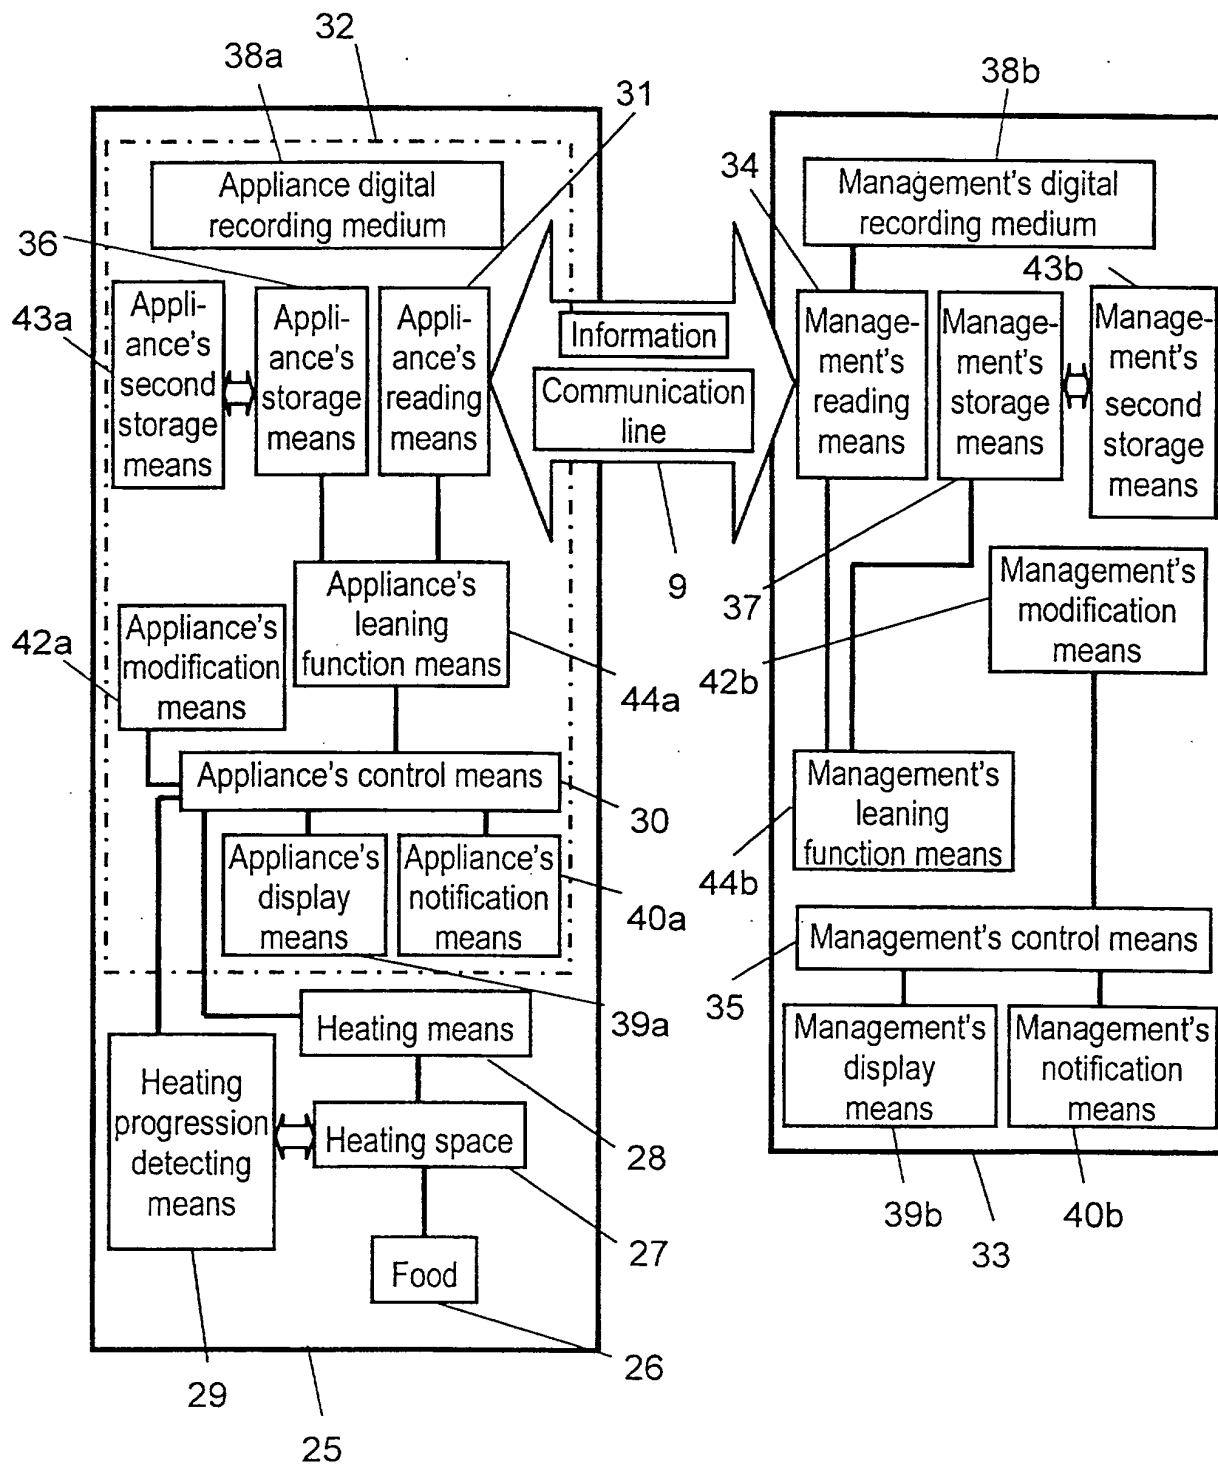 32
38a
31
38b
34
36
43a
43b
Appliance digital
recording medium
Management's digital
recording medium
Appli-
ance's
second
storage
means
Appli-
ance's
storage
means
Appli-
ance's
reading
means
Information
Communication
line
9
Manage-
ment's
reading
means
Manage-
ment's
storage
means
Manage-
ment's
second
storage
means
37
Appliance's
leaning
function means
44a
42a
Appliance's
modification
means
Management's
modification
means
42b
Appliance's control means
30
Management's
leaning
function means
44b
Appliance's
display
means
Appliance's
notification
means
40a
39a
Management's control means
35
Heating means
28
Management's
display
means
Management's
notification
means
39b
40b
33
Heating
progression
detecting
means
Heating space
27
Food
26
29
25